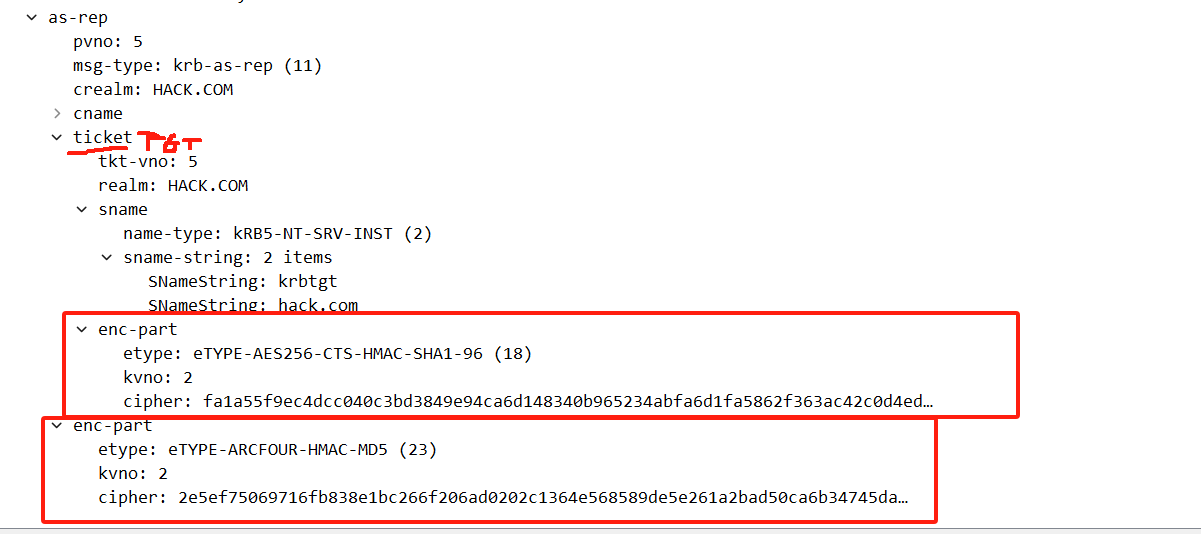 as-rep
pvno: 5
msg-type: krb-as-rep (11)
crealm: HACK.COM
cname
ticket TGT
tkt-vno: 5
realm: HACK.COM
sname
name-type: kRB5-NT-SRV-INST (2)
sname-string: 2 items
SNameString: krbtgt
SNameString: hack.com
enc-part
etype: eTYPE-AES256-CTS-HMAC-SHA1-96 (18)
kvno: 2
cipher: fa1a55f9ec4dcc040c3bd3849e94ca6d148340b965234abfa6d1fa5862f363ac42c0d4ed…
enc-part
etype: eTYPE-ARCFOUR-HMAC-MD5 (23)
kvno: 2
cipher: 2e5ef75069716fb838e1bc266f206ad0202c1364e568589de5e261a2bad50ca6b34745da…